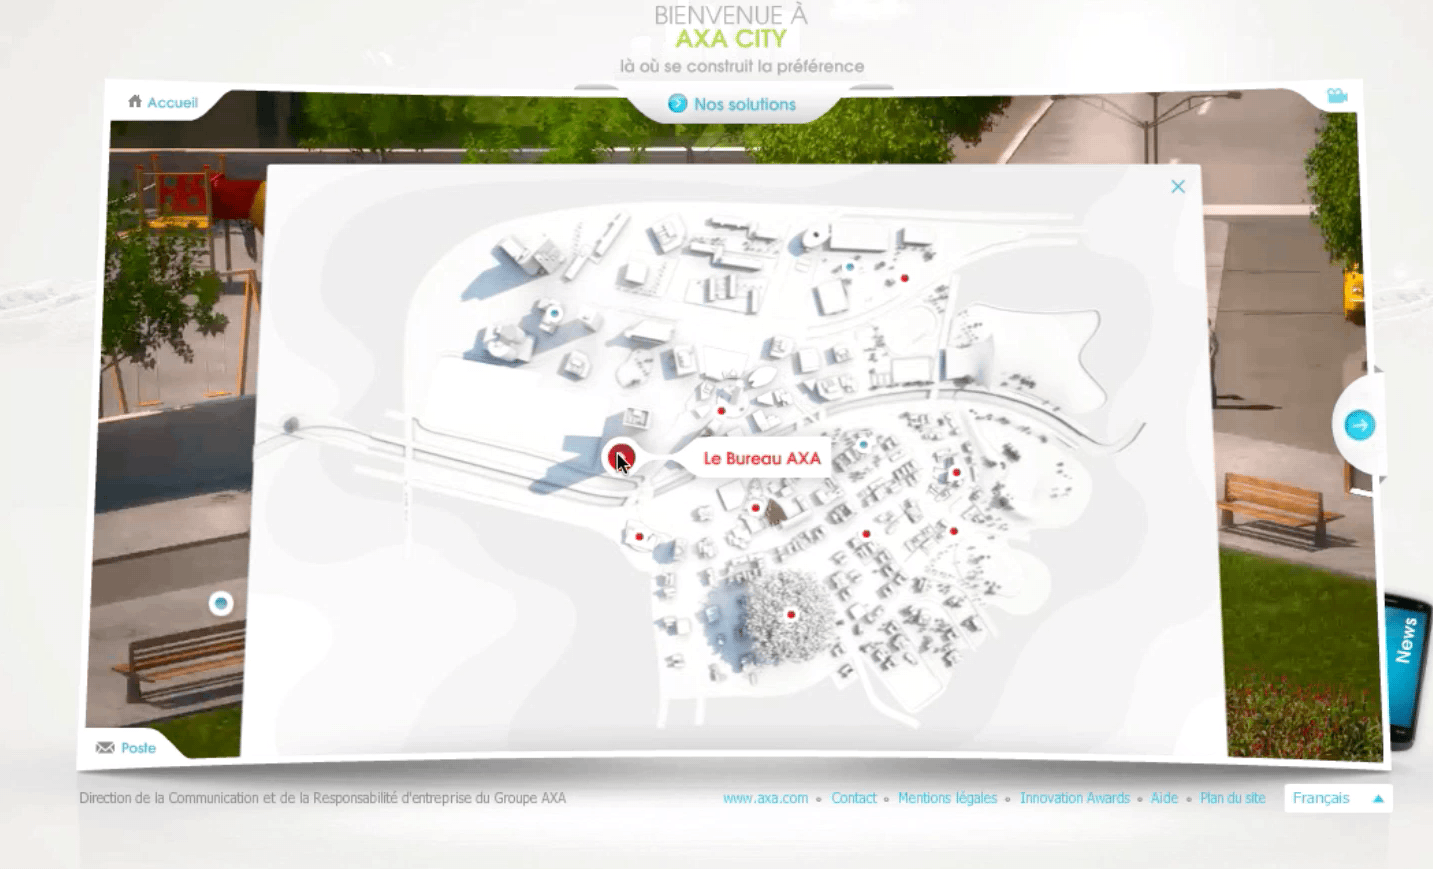 BIENVENUE À
AXA CITY
là où se construit la préférence
Accueil
Nos solutions
Le Bureau AXA
News
Poste
Direction de la Communication et de la Responsabilité d'entreprise du Groupe AXA
www.axa.com • Contact • Mentions légales • Innovation Awards • Aide • Plan du site
Français